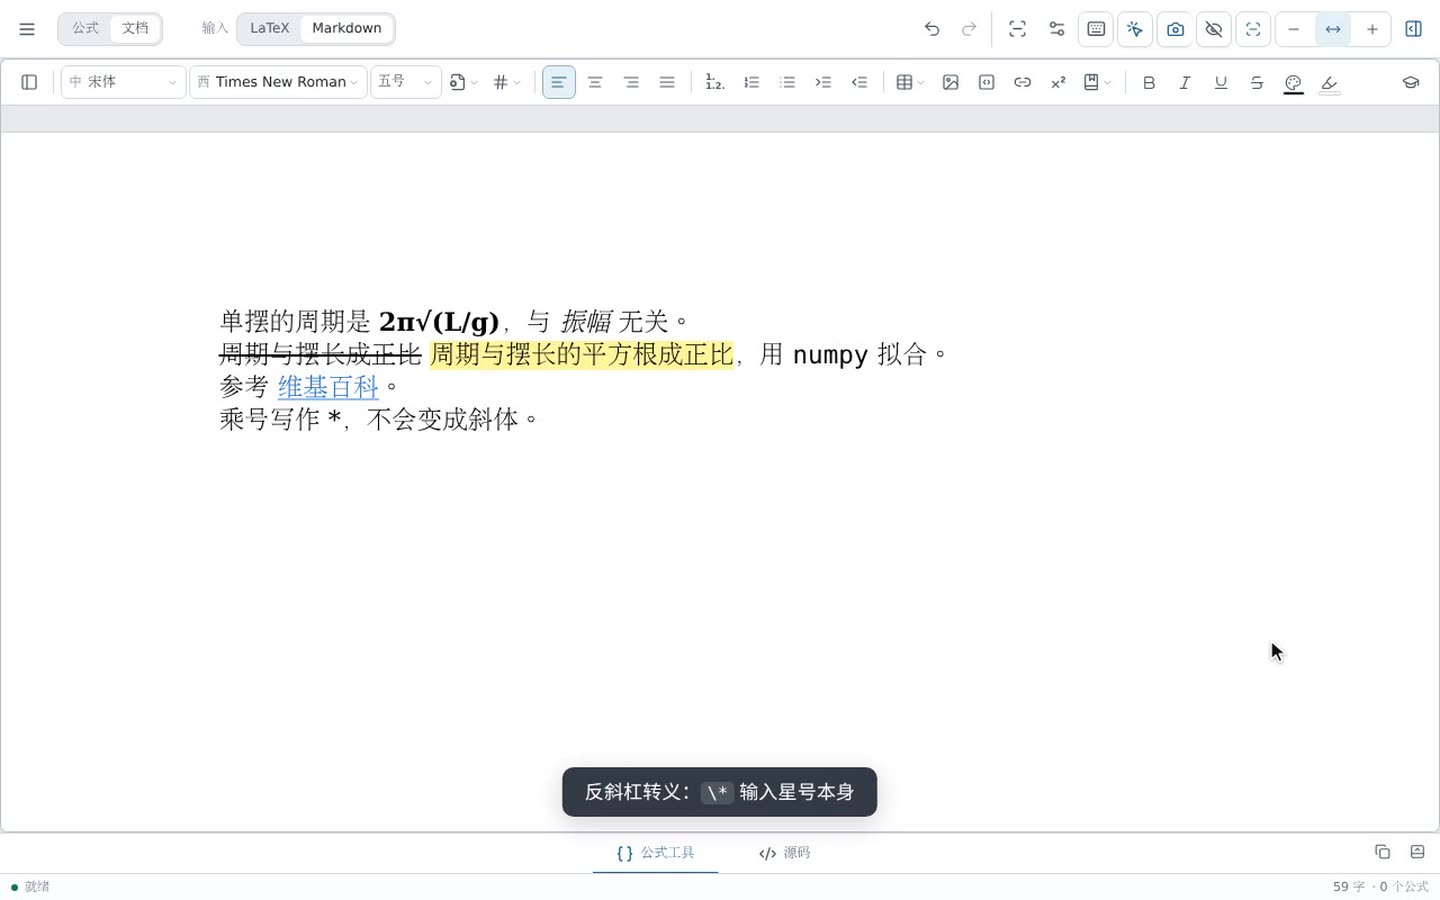 公式 文档 输入 LaTeX Markdown
中 宋体 西 Times New Roman 五号
单摆的周期是 2π√(L/g)，与 振幅 无关。
周期与摆长成正比 周期与摆长的平方根成正比，用 numpy 拟合。
参考 维基百科。
乘号写作 *，不会变成斜体。
反斜杠转义： \* 输入星号本身
{} 公式工具 </> 源码
就绪 59 字 · 0 个公式